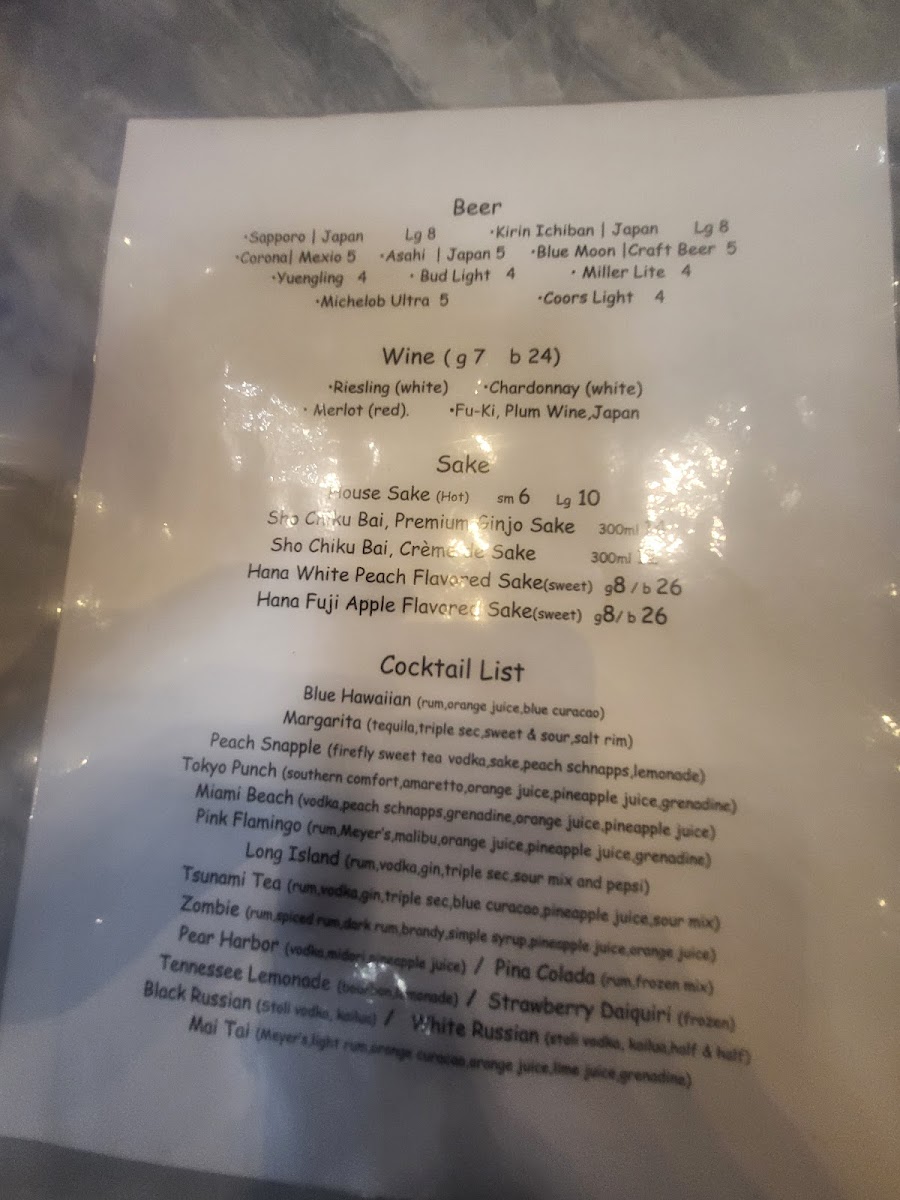 Beer
•Sapporo | Japan Lg 8 •Kirin Ichiban | Japan Lg 8
•Corona| Mexio 5 •Asahi | Japan 5 •Blue Moon |Craft Beer 5
•Yuengling 4 • Bud Light 4 • Miller Lite 4
•Michelob Ultra 5 •Coors Light 4
Wine ( g 7 b 24)
•Riesling (white) •Chardonnay (white)
• Merlot (red). •Fu-Ki, Plum Wine,Japan
Sake
House Sake (Hot) sm 6 Lg 10
Sho Chiku Bai, Premium Ginjo Sake 300ml
Sho Chiku Bai, Crème de Sake 300ml
Hana White Peach Flavored Sake(sweet) g8 / b 26
Hana Fuji Apple Flavored Sake(sweet) g8/ b 26
Cocktail List
Blue Hawaiian (rum,orange juice,blue curacao)
Margarita (tequila,triple sec,sweet & sour,salt rim)
Peach Snapple (firefly sweet tea vodka,sake,peach schnapps,lemonade)
Tokyo Punch (southern comfort,amaretto,orange juice,pineapple juice,grenadine)
Miami Beach (vodka,peach schnapps,grenadine,orange juice,pineapple juice)
Pink Flamingo (rum,Meyer's,malibu,orange juice,pineapple juice,grenadine)
Long Island (rum,vodka,gin,triple sec,sour mix and pepsi)
Tsunami Tea (rum,vodka,gin,triple sec,blue curacao,pineapple juice,sour mix)
Zombie (rum,spiced rum,dark rum,brandy,simple syrup,pineapple juice,orange juice)
Pear Harbor (vodka,midori,pineapple juice) / Pina Colada (rum,frozen mix)
Tennessee Lemonade (bourbon,lemonade) / Strawberry Daiquiri (frozen)
Black Russian (Stoli vodka, kailua) / White Russian (stoli vodka, kailua,half & half)
Mai Tai (Meyer's,light rum,orange curacao,orange juice,lime juice,grenadine)